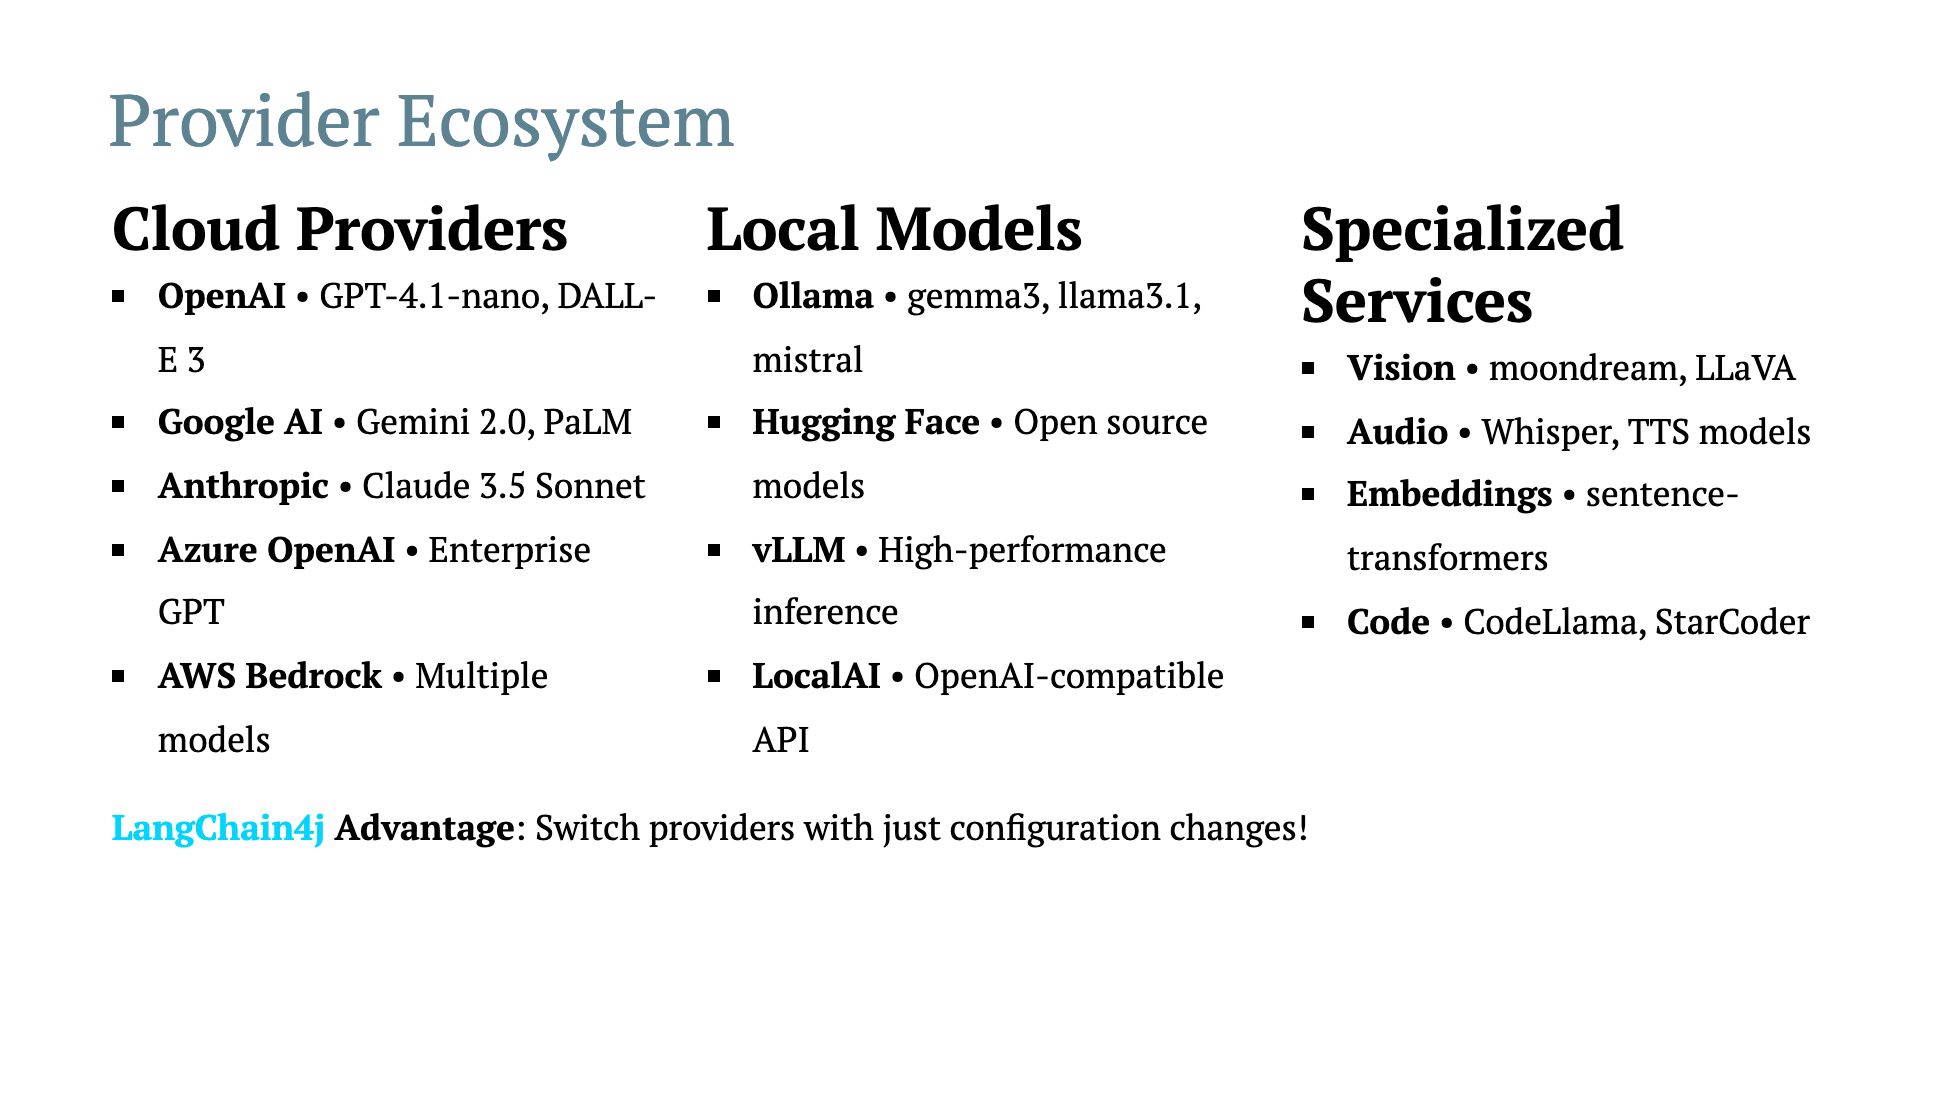 Provider Ecosystem
Cloud Providers
▪ OpenAI • GPT-4.1-nano, DALL-
E 3
▪ Google AI • Gemini 2.0, PaLM
▪ Anthropic • Claude 3.5 Sonnet
▪ Azure OpenAI • Enterprise
GPT
▪ AWS Bedrock • Multiple
models
Local Models
▪ Ollama • gemma3, llama3.1,
mistral
▪ Hugging Face • Open source
models
▪ vLLM • High-performance
inference
▪ LocalAI • OpenAI-compatible
API
Specialized
Services
▪ Vision • moondream, LLaVA
▪ Audio • Whisper, TTS models
▪ Embeddings • sentence-
transformers
▪ Code • CodeLlama, StarCoder
LangChain4j Advantage: Switch providers with just configuration changes!